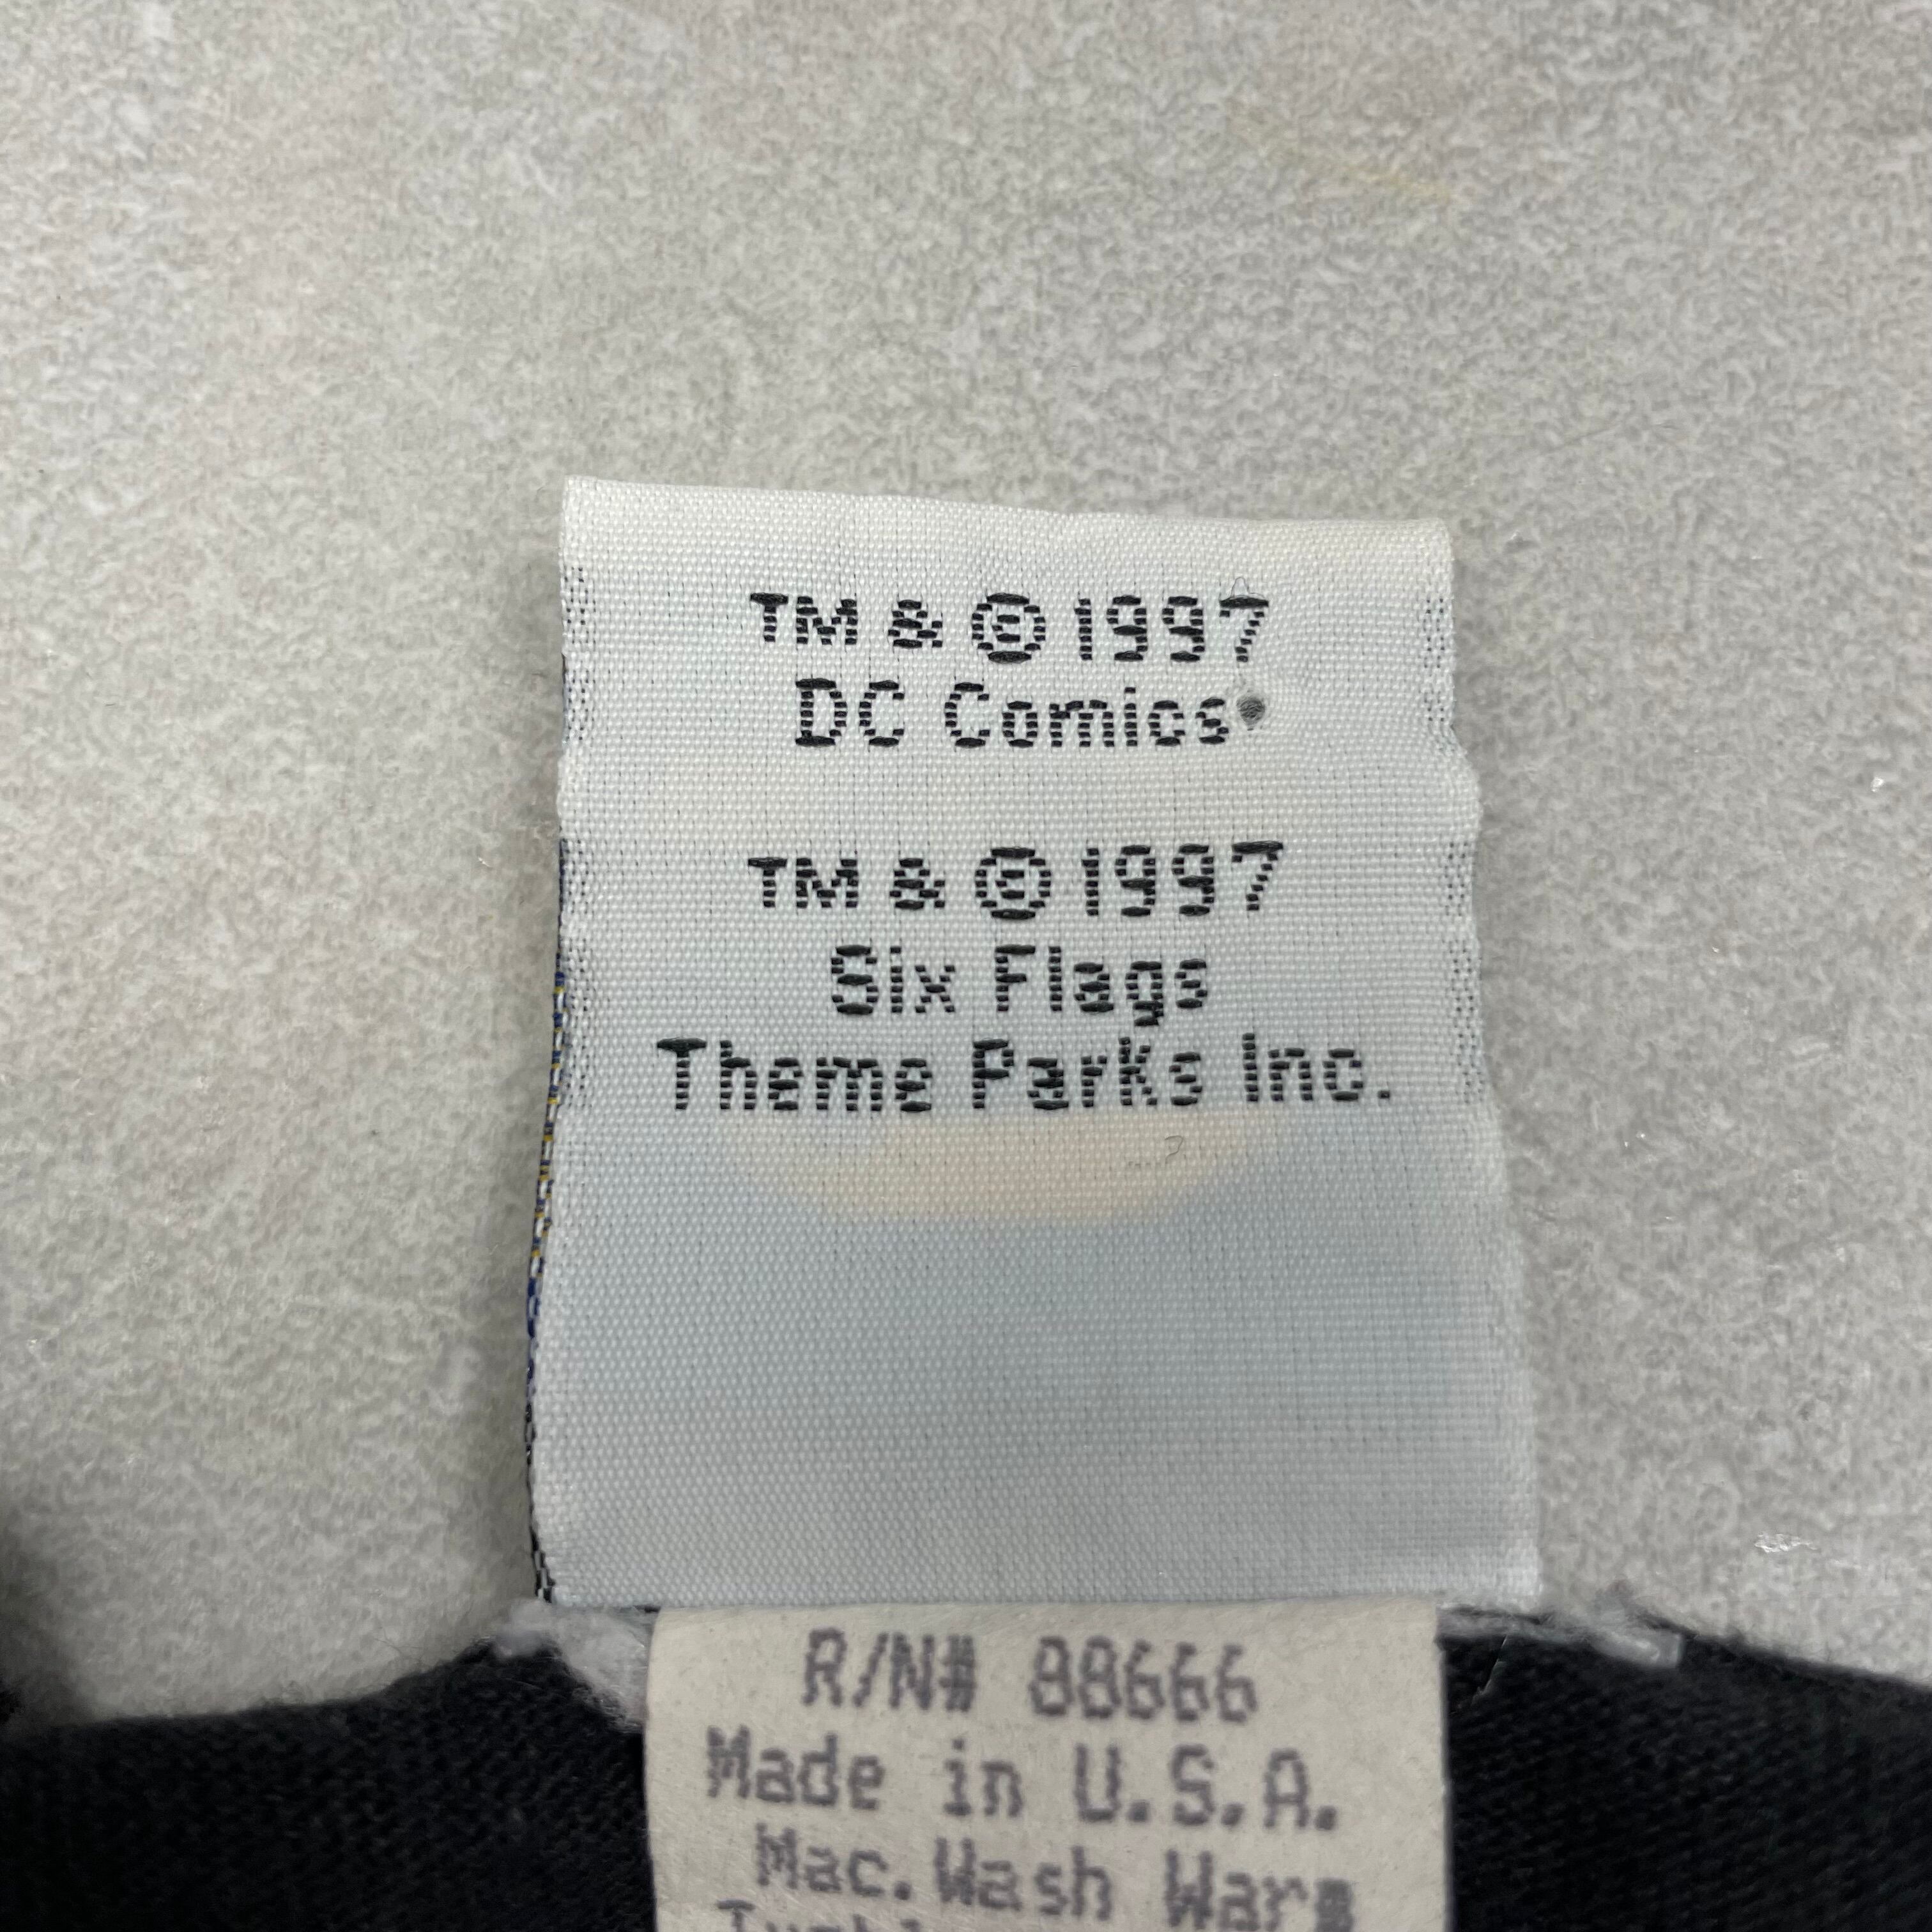 TM & © 1997
DC Comics
TM & © 1997
Six Flags
Theme Parks Inc.
R/N# 88666
Made in U.S.A.
Mac. Wash Warm